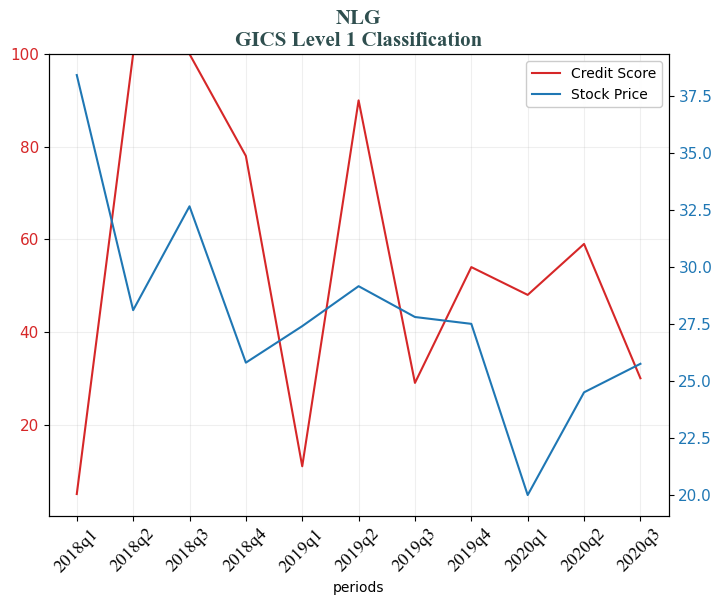 NLG
GICS Level 1 Classification
Credit Score
Stock Price
100
80
60
40
20
37.5
35.0
32.5
30.0
27.5
25.0
22.5
20.0
2018q1
2018q2
2018q3
2018q4
2019q1
2019q2
2019q3
2019q4
2020q1
2020q2
2020q3
periods